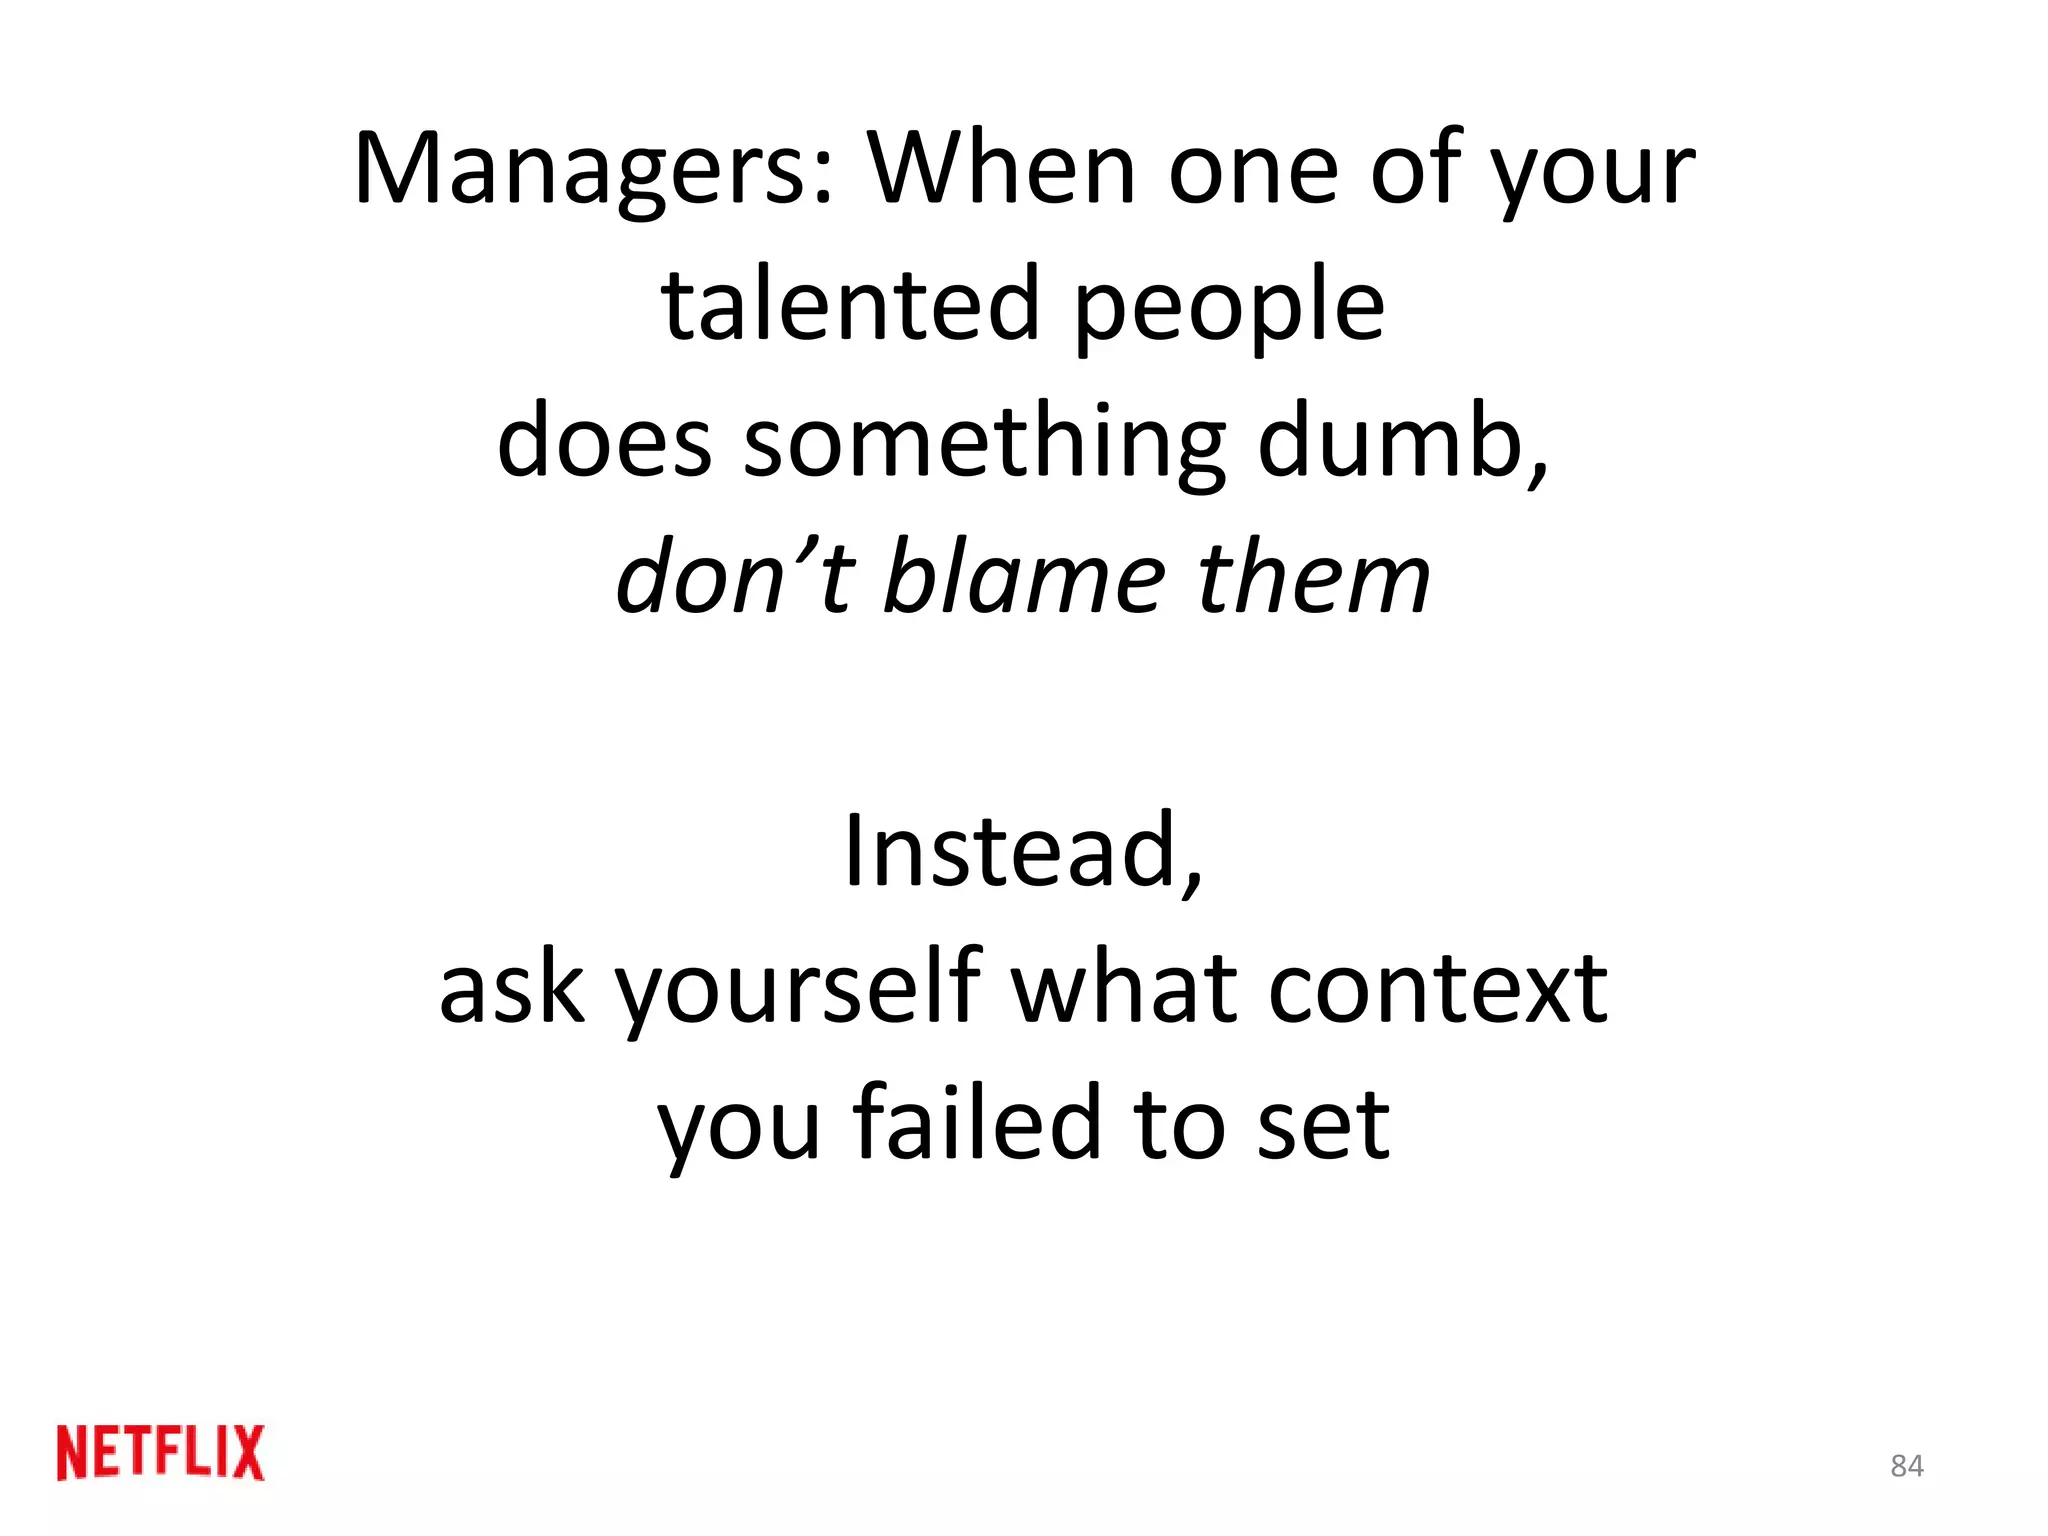 Managers: When one of your
talented people
does something dumb,
don’t blame them
Instead,
ask yourself what context
you failed to set
NETFLIX
84